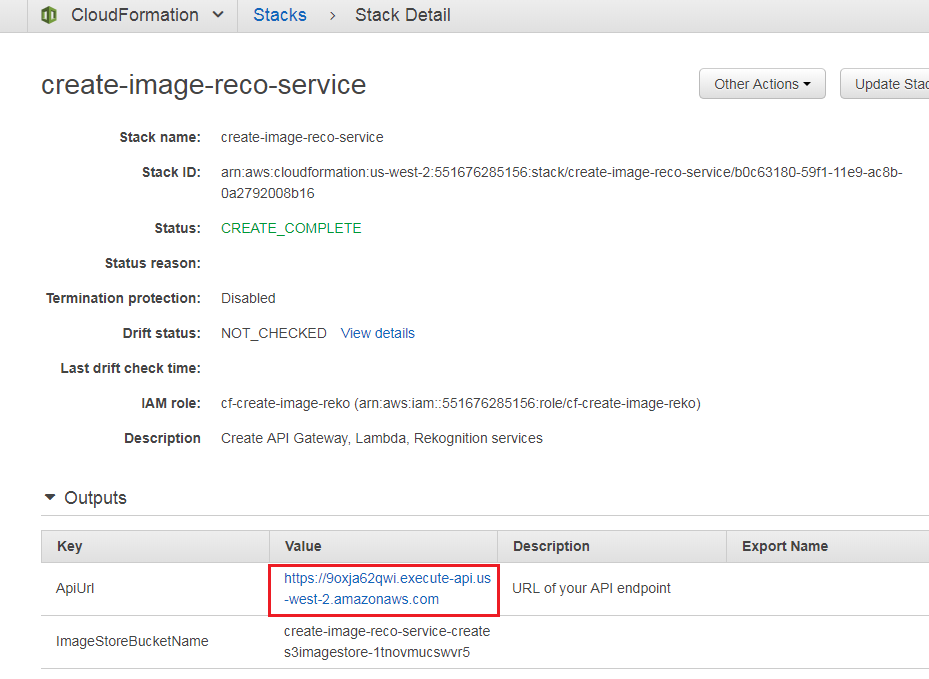 CloudFormation Stacks > Stack Detail
create-image-reco-service Other Actions Update Stac
Stack name: create-image-reco-service
Stack ID: arn:aws:cloudformation:us-west-2:551676285156:stack/create-image-reco-service/b0c63180-59f1-11e9-ac8b-
0a2792008b16
Status: CREATE_COMPLETE
Status reason:
Termination protection: Disabled
Drift status: NOT_CHECKED View details
Last drift check time:
IAM role: cf-create-image-reko (arn:aws:iam::551676285156:role/cf-create-image-reko)
Description Create API Gateway, Lambda, Rekognition services
Outputs
Key Value Description Export Name
ApiUrl https://9oxja62qwi.execute-api.us
-west-2.amazonaws.com URL of your API endpoint
ImageStoreBucketName create-image-reco-service-create
s3imagestore-1tnovmucswvr5